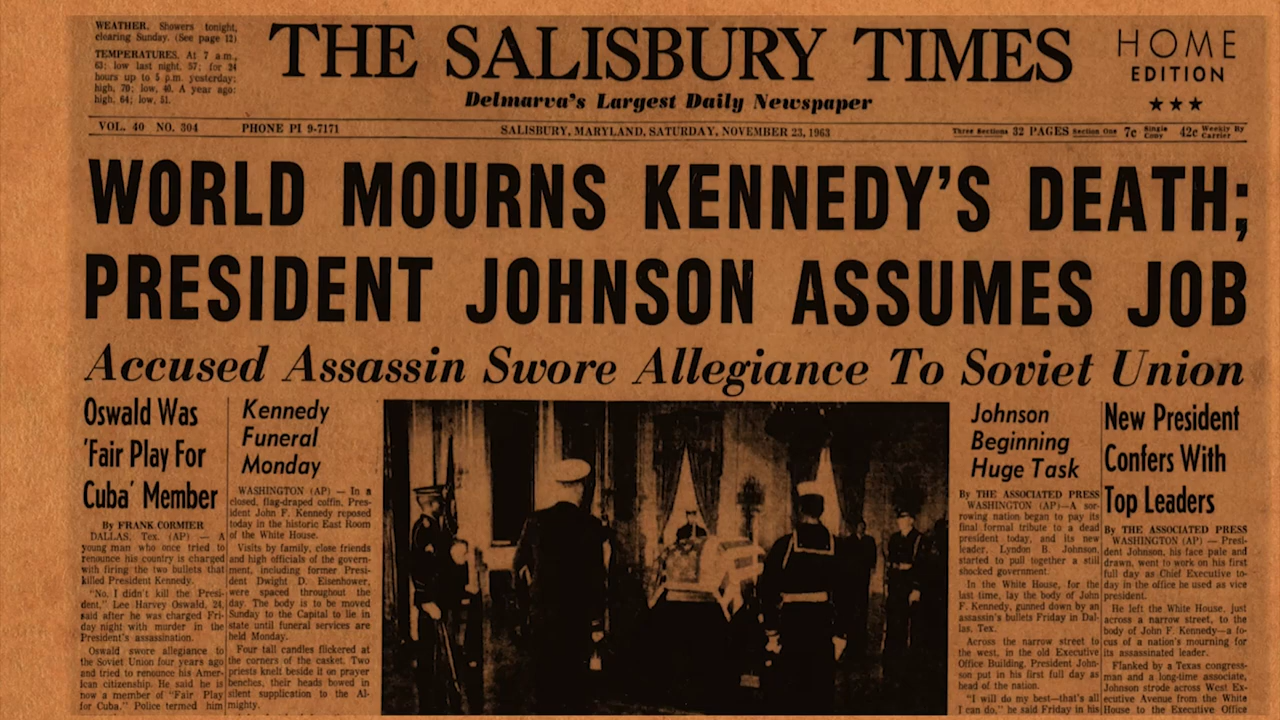 WEATHER. Showers tonight,
clearing Sunday. (See page 12)
TEMPERATURES. At 7 a.m.,
63; low last night, 57; for 24
hours up to 5 p.m. yesterday;
high, 70; low, 40. A year ago:
high, 64; low, 51.
THE SALISBURY TIMES
Delmarva's Largest Daily Newspaper
HOME
EDITION
VOL. 40 NO. 304
PHONE PI 9-7171
SALISBURY, MARYLAND, SATURDAY, NOVEMBER 23, 1963
Three Sections 32 PAGES Section One 7c Single Copy 42c Weekly By Carrier
WORLD MOURNS KENNEDY'S DEATH;
PRESIDENT JOHNSON ASSUMES JOB
Accused Assassin Swore Allegiance To Soviet Union
Oswald Was
'Fair Play For
Cuba' Member
By FRANK CORMIER
DALLAS, Tex. (AP) — A
young man who once tried to
renounce his country is charged
with firing the two bullets that
killed President Kennedy.
"No, I didn't kill the Presi-
dent," Lee Harvey Oswald, 24,
said after he was charged Fri-
day night with murder in the
President's assassination.
Oswald swore allegiance to
the Soviet Union four years ago
and tried to renounce his Amer-
ican citizenship. He said he is
now a member of "Fair Play
for Cuba." Police termed him
Kennedy
Funeral
Monday
WASHINGTON (AP) — In a
closed, flag-draped coffin, Pres-
ident John F. Kennedy reposed
today in the historic East Room
of the White House.
Visits by family, close friends
and high officials of the govern-
ment, including former Presi-
dent Dwight D. Eisenhower,
were spaced throughout the
day. The body is to be moved
Sunday to the Capital to lie in
state until funeral services are
held Monday.
Four tall candles flickered at
the corners of the casket. Two
priests knelt beside it on prayer
benches, their heads bowed in
silent supplication to the Al-
mighty.
Johnson
Beginning
Huge Task
By THE ASSOCIATED PRESS
WASHINGTON (AP)—A sor-
rowing nation began to pay its
final formal tribute to a dead
president today, and its new
leader, Lyndon B. Johnson,
started to pull together a still
shocked government.
In the White House, for the
last time, lay the body of John
F. Kennedy, gunned down by an
assassin's bullets Friday in Dal-
las, Tex.
Across the narrow street to
the west, in the old Executive
Office Building, President John-
son put in his first full day as
head of the nation.
"I will do my best—that's all
I can do," he said Friday in his
New President
Confers With
Top Leaders
By THE ASSOCIATED PRESS
WASHINGTON (AP) — Presi-
dent Johnson, his face pale and
drawn, went to work on his first
full day as Chief Executive to-
day in the office he used as vice
president.
He left the White House, just
across a narrow street, to the
body of John F. Kennedy—a fo-
cus of a nation's mourning for
its assassinated leader.
Flanked by a Texas congress-
man and a long-time associate,
Johnson strode across West Ex-
ecutive Avenue from the White
House to the Executive Office